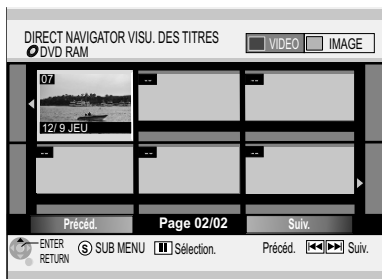 DIRECT NAVIGATOR VISU. DES TITRES
DVD RAM
VIDEO IMAGE
07 -- --
12/ 9 JEU
-- -- --
Précéd. Page 02/02 Suiv.
ENTER
RETURN
S SUB MENU Sélection. Précéd. Suiv.